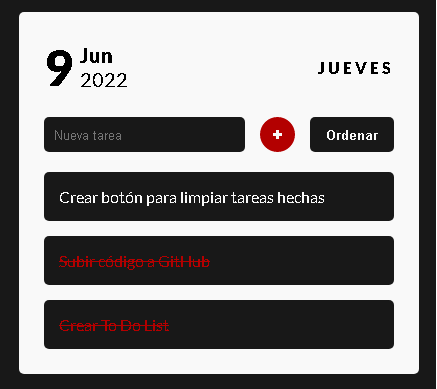 9 Jun
2022
JUEVES
Nueva tarea
+
Ordenar
Crear botón para limpiar tareas hechas
Subir código a GitHub
Crear To Do List